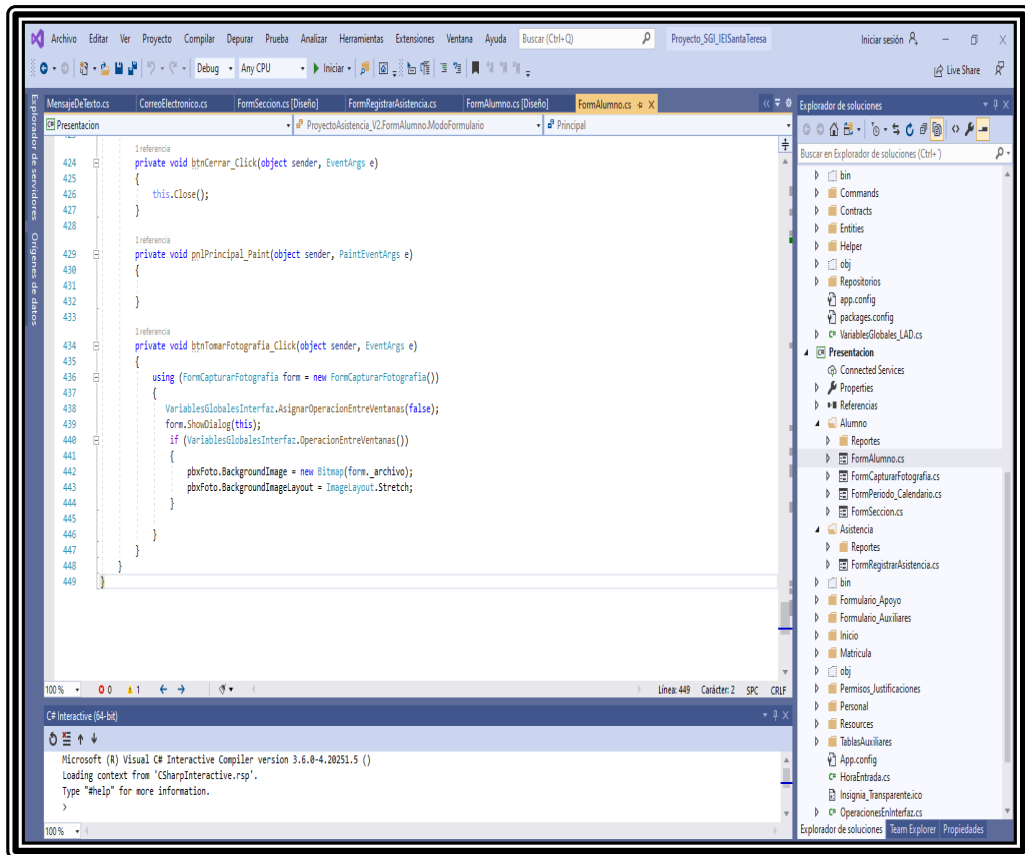 Archivo Editar Ver Proyecto Compilar Depurar Prueba Analizar Herramientas Extensiones Ventana Ayuda Buscar (Ctrl+Q) Proyecto_SGI_IEISantaTeresa Iniciar sesión
Debug Any CPU Iniciar Live Share
Explorador de servidores Orígenes de datos
MensajeDeTexto.cs CorreoElectronico.cs FormSeccion.cs [Diseño] FormRegistrarAsistencia.cs FormAlumno.cs [Diseño] FormAlumno.cs
Presentacion ProyectoAsistencia_V2.FormAlumno.ModoFormulario Principal
1 referencia
424 private void btnCerrar_Click(object sender, EventArgs e)
425 {
426 this.Close();
427 }
428
1 referencia
429 private void pnlPrincipal_Paint(object sender, PaintEventArgs e)
430 {
431
432 }
433
1 referencia
434 private void btnTomarFotografia_Click(object sender, EventArgs e)
435 {
436 using (FormCapturarFotografia form = new FormCapturarFotografia())
437 {
438 VariablesGlobalesInterfaz.AsignarOperacionEntreVentanas(false);
439 form.ShowDialog(this);
440 if (VariablesGlobalesInterfaz.OperacionEntreVentanas())
441 {
442 pbxFoto.BackgroundImage = new Bitmap(form._archivo);
443 pbxFoto.BackgroundImageLayout = ImageLayout.Stretch;
444 }
445
446 }
447 }
448 }
449 }
100 % 0 1 Línea: 449 Carácter: 2 SPC CRLF
C# Interactive (64-bit)
Microsoft (R) Visual C# Interactive Compiler version 3.6.0-4.20251.5 ()
Loading context from 'CSharpInteractive.rsp'.
Type "#help" for more information.
>
100 %
Explorador de soluciones
Buscar en Explorador de soluciones (Ctrl+´)
bin
Commands
Contracts
Entities
Helper
obj
Repositorios
app.config
packages.config
C# VariablesGlobales_LAD.cs
Presentacion
Connected Services
Properties
Referencias
Alumno
Reportes
FormAlumno.cs
FormCapturarFotografia.cs
FormPeriodo_Calendario.cs
FormSeccion.cs
Asistencia
Reportes
FormRegistrarAsistencia.cs
bin
Formulario_Apoyo
Formulario_Auxiliares
Inicio
Matricula
obj
Permisos_Justificaciones
Personal
Resources
TablasAuxiliares
App.config
C# HoraEntrada.cs
Insignia_Transparente.ico
C# OperacionesEnInterfaz.cs
Explorador de soluciones Team Explorer Propiedades